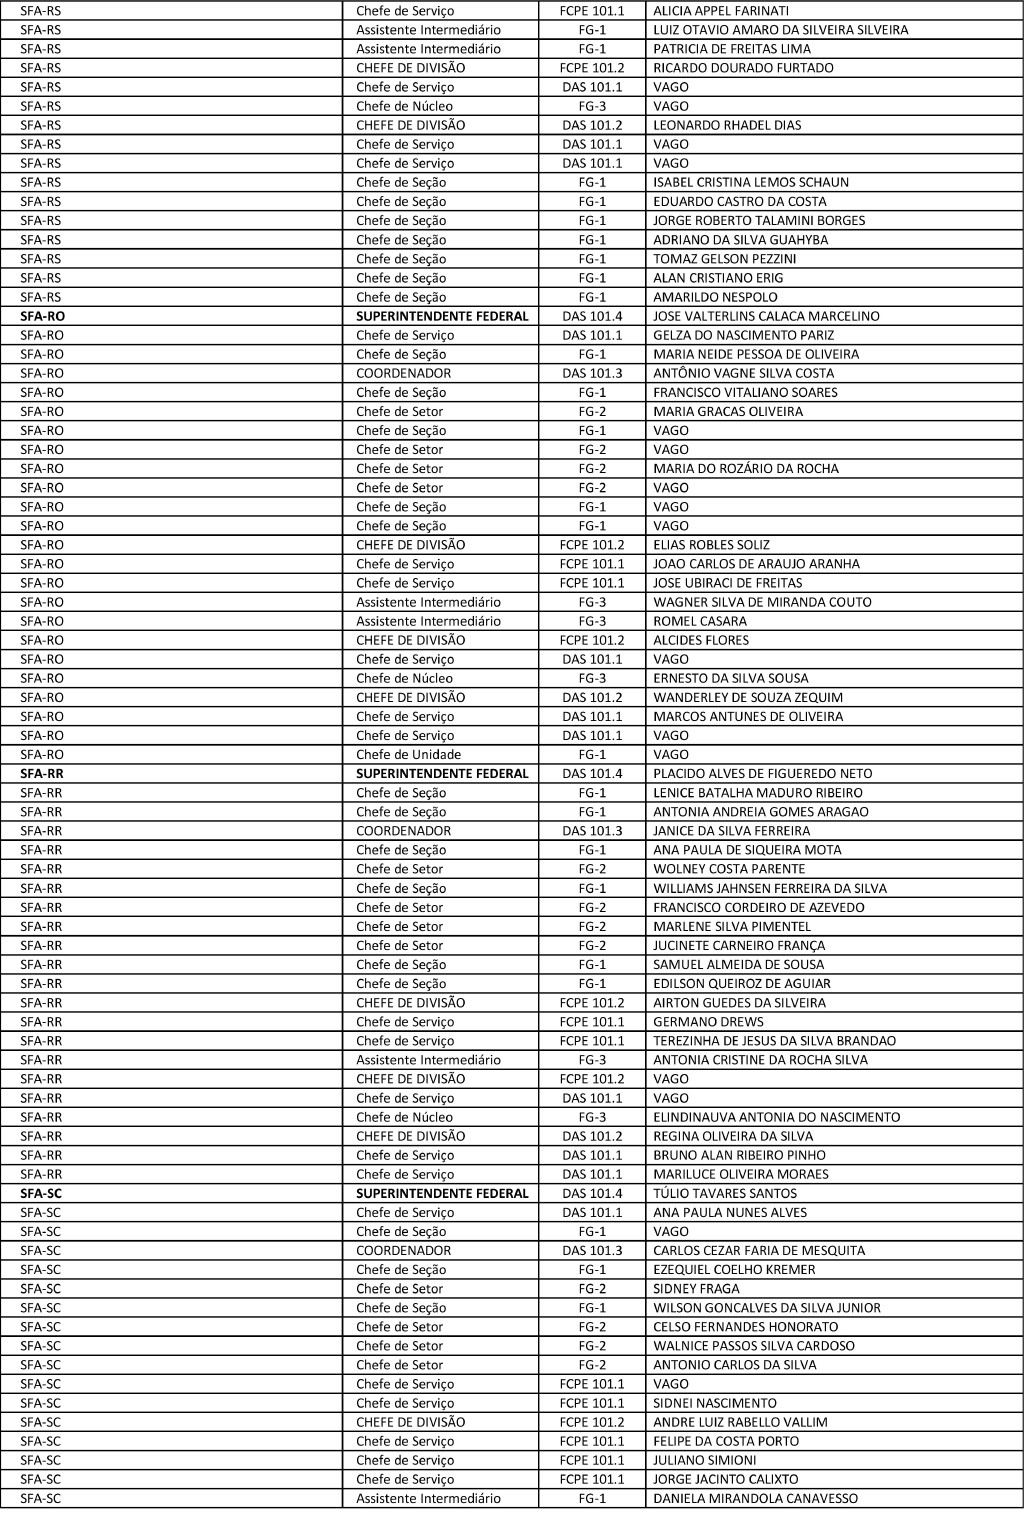 SFA-RS Chefe de Serviço FCPE 101.1 ALICIA APPEL FARINATI
SFA-RS Assistente Intermediário FG-1 LUIZ OTAVIO AMARO DA SILVEIRA SILVEIRA
SFA-RS Assistente Intermediário FG-1 PATRICIA DE FREITAS LIMA
SFA-RS CHEFE DE DIVISÃO FCPE 101.2 RICARDO DOURADO FURTADO
SFA-RS Chefe de Serviço DAS 101.1 VAGO
SFA-RS Chefe de Núcleo FG-3 VAGO
SFA-RS CHEFE DE DIVISÃO DAS 101.2 LEONARDO RHADEL DIAS
SFA-RS Chefe de Serviço DAS 101.1 VAGO
SFA-RS Chefe de Serviço DAS 101.1 VAGO
SFA-RS Chefe de Seção FG-1 ISABEL CRISTINA LEMOS SCHAUN
SFA-RS Chefe de Seção FG-1 EDUARDO CASTRO DA COSTA
SFA-RS Chefe de Seção FG-1 JORGE ROBERTO TALAMINI BORGES
SFA-RS Chefe de Seção FG-1 ADRIANO DA SILVA GUAHYBA
SFA-RS Chefe de Seção FG-1 TOMAZ GELSON PEZZINI
SFA-RS Chefe de Seção FG-1 ALAN CRISTIANO ERIG
SFA-RS Chefe de Seção FG-1 AMARILDO NESPOLO
SFA-RO SUPERINTENDENTE FEDERAL DAS 101.4 JOSE VALTERLINS CALACA MARCELINO
SFA-RO Chefe de Serviço DAS 101.1 GELZA DO NASCIMENTO PARIZ
SFA-RO Chefe de Seção FG-1 MARIA NEIDE PESSOA DE OLIVEIRA
SFA-RO COORDENADOR DAS 101.3 ANTÔNIO VAGNE SILVA COSTA
SFA-RO Chefe de Seção FG-1 FRANCISCO VITALIANO SOARES
SFA-RO Chefe de Setor FG-2 MARIA GRACAS OLIVEIRA
SFA-RO Chefe de Seção FG-1 VAGO
SFA-RO Chefe de Setor FG-2 VAGO
SFA-RO Chefe de Setor FG-2 MARIA DO ROZÁRIO DA ROCHA
SFA-RO Chefe de Setor FG-2 VAGO
SFA-RO Chefe de Seção FG-1 VAGO
SFA-RO Chefe de Seção FG-1 VAGO
SFA-RO CHEFE DE DIVISÃO FCPE 101.2 ELIAS ROBLES SOLIZ
SFA-RO Chefe de Serviço FCPE 101.1 JOAO CARLOS DE ARAUJO ARANHA
SFA-RO Chefe de Serviço FCPE 101.1 JOSE UBIRACI DE FREITAS
SFA-RO Assistente Intermediário FG-3 WAGNER SILVA DE MIRANDA COUTO
SFA-RO Assistente Intermediário FG-3 ROMEL CASARA
SFA-RO CHEFE DE DIVISÃO FCPE 101.2 ALCIDES FLORES
SFA-RO Chefe de Serviço DAS 101.1 VAGO
SFA-RO Chefe de Núcleo FG-3 ERNESTO DA SILVA SOUSA
SFA-RO CHEFE DE DIVISÃO DAS 101.2 WANDERLEY DE SOUZA ZEQUIM
SFA-RO Chefe de Serviço DAS 101.1 MARCOS ANTUNES DE OLIVEIRA
SFA-RO Chefe de Serviço DAS 101.1 VAGO
SFA-RO Chefe de Unidade FG-1 VAGO
SFA-RR SUPERINTENDENTE FEDERAL DAS 101.4 PLACIDO ALVES DE FIGUEREDO NETO
SFA-RR Chefe de Seção FG-1 LENICE BATALHA MADURO RIBEIRO
SFA-RR Chefe de Seção FG-1 ANTONIA ANDREIA GOMES ARAGAO
SFA-RR COORDENADOR DAS 101.3 JANICE DA SILVA FERREIRA
SFA-RR Chefe de Seção FG-1 ANA PAULA DE SIQUEIRA MOTA
SFA-RR Chefe de Setor FG-2 WOLNEY COSTA PARENTE
SFA-RR Chefe de Seção FG-1 WILLIAMS JAHNSEN FERREIRA DA SILVA
SFA-RR Chefe de Setor FG-2 FRANCISCO CORDEIRO DE AZEVEDO
SFA-RR Chefe de Setor FG-2 MARLENE SILVA PIMENTEL
SFA-RR Chefe de Setor FG-2 JUCINETE CARNEIRO FRANÇA
SFA-RR Chefe de Seção FG-1 SAMUEL ALMEIDA DE SOUSA
SFA-RR Chefe de Seção FG-1 EDILSON QUEIROZ DE AGUIAR
SFA-RR CHEFE DE DIVISÃO FCPE 101.2 AIRTON GUEDES DA SILVEIRA
SFA-RR Chefe de Serviço FCPE 101.1 GERMANO DREWS
SFA-RR Chefe de Serviço FCPE 101.1 TEREZINHA DE JESUS DA SILVA BRANDAO
SFA-RR Assistente Intermediário FG-3 ANTONIA CRISTINE DA ROCHA SILVA
SFA-RR CHEFE DE DIVISÃO FCPE 101.2 VAGO
SFA-RR Chefe de Serviço DAS 101.1 VAGO
SFA-RR Chefe de Núcleo FG-3 ELINDINAUVA ANTONIA DO NASCIMENTO
SFA-RR CHEFE DE DIVISÃO DAS 101.2 REGINA OLIVEIRA DA SILVA
SFA-RR Chefe de Serviço DAS 101.1 BRUNO ALAN RIBEIRO PINHO
SFA-RR Chefe de Serviço DAS 101.1 MARILUCE OLIVEIRA MORAES
SFA-SC SUPERINTENDENTE FEDERAL DAS 101.4 TÚLIO TAVARES SANTOS
SFA-SC Chefe de Serviço DAS 101.1 ANA PAULA NUNES ALVES
SFA-SC Chefe de Seção FG-1 VAGO
SFA-SC COORDENADOR DAS 101.3 CARLOS CEZAR FARIA DE MESQUITA
SFA-SC Chefe de Seção FG-1 EZEQUIEL COELHO KREMER
SFA-SC Chefe de Setor FG-2 SIDNEY FRAGA
SFA-SC Chefe de Seção FG-1 WILSON GONCALVES DA SILVA JUNIOR
SFA-SC Chefe de Setor FG-2 CELSO FERNANDES HONORATO
SFA-SC Chefe de Setor FG-2 WALNICE PASSOS SILVA CARDOSO
SFA-SC Chefe de Setor FG-2 ANTONIO CARLOS DA SILVA
SFA-SC Chefe de Serviço FCPE 101.1 VAGO
SFA-SC Chefe de Serviço FCPE 101.1 SIDNEI NASCIMENTO
SFA-SC CHEFE DE DIVISÃO FCPE 101.2 ANDRE LUIZ RABELLO VALLIM
SFA-SC Chefe de Serviço FCPE 101.1 FELIPE DA COSTA PORTO
SFA-SC Chefe de Serviço FCPE 101.1 JULIANO SIMIONI
SFA-SC Chefe de Serviço FCPE 101.1 JORGE JACINTO CALIXTO
SFA-SC Assistente Intermediário FG-1 DANIELA MIRANDOLA CANAVESSO